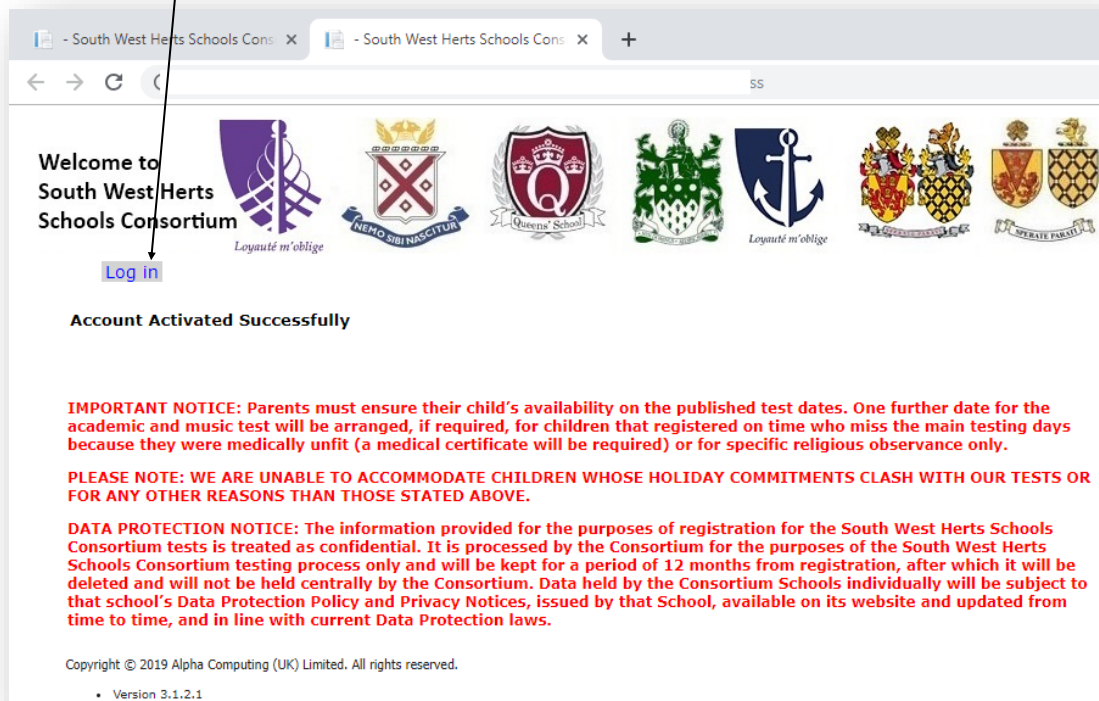 - South West Herts Schools Cons
- South West Herts Schools Cons
ss
Welcome to
South West Herts
Schools Consortium
Loyauté m'oblige
NEMO SIBI NASCITUR
Q
Queens' School
Loyauté m'oblige
SPERATE PARATI
Log in
Account Activated Successfully
IMPORTANT NOTICE: Parents must ensure their child's availability on the published test dates. One further date for the
academic and music test will be arranged, if required, for children that registered on time who miss the main testing days
because they were medically unfit (a medical certificate will be required) or for specific religious observance only.
PLEASE NOTE: WE ARE UNABLE TO ACCOMMODATE CHILDREN WHOSE HOLIDAY COMMITMENTS CLASH WITH OUR TESTS OR
FOR ANY OTHER REASONS THAN THOSE STATED ABOVE.
DATA PROTECTION NOTICE: The information provided for the purposes of registration for the South West Herts Schools
Consortium tests is treated as confidential. It is processed by the Consortium for the purposes of the South West Herts
Schools Consortium testing process only and will be kept for a period of 12 months from registration, after which it will be
deleted and will not be held centrally by the Consortium. Data held by the Consortium Schools individually will be subject to
that school's Data Protection Policy and Privacy Notices, issued by that School, available on its website and updated from
time to time, and in line with current Data Protection laws.
Copyright © 2019 Alpha Computing (UK) Limited. All rights reserved.
• Version 3.1.2.1